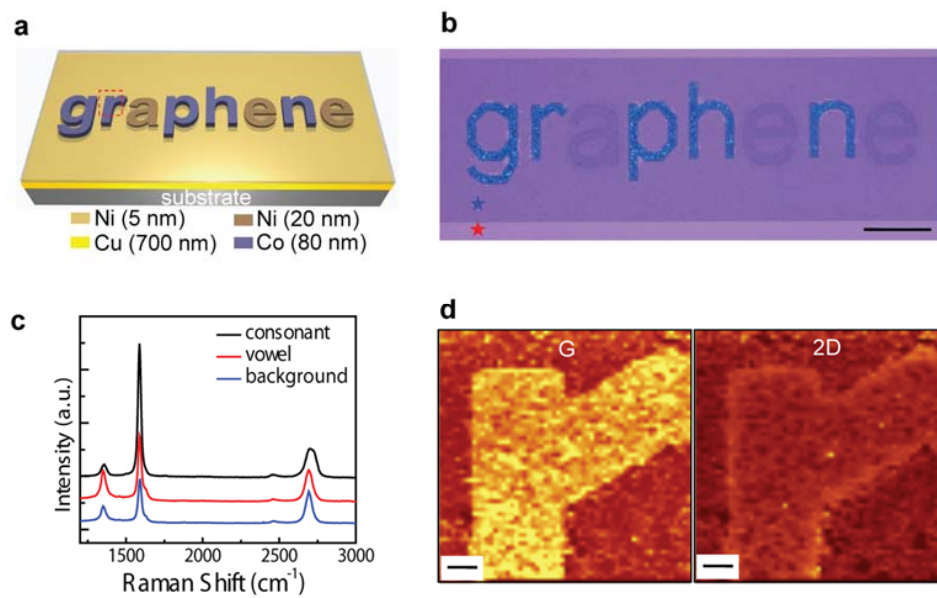 a
graphene
substrate
Ni (5 nm) Ni (20 nm)
Cu (700 nm) Co (80 nm)
b
graphene
c
consonant
vowel
background
Intensity (a.u.)
1500 2000 2500 3000
Raman Shift (cm⁻¹)
d
G
2D